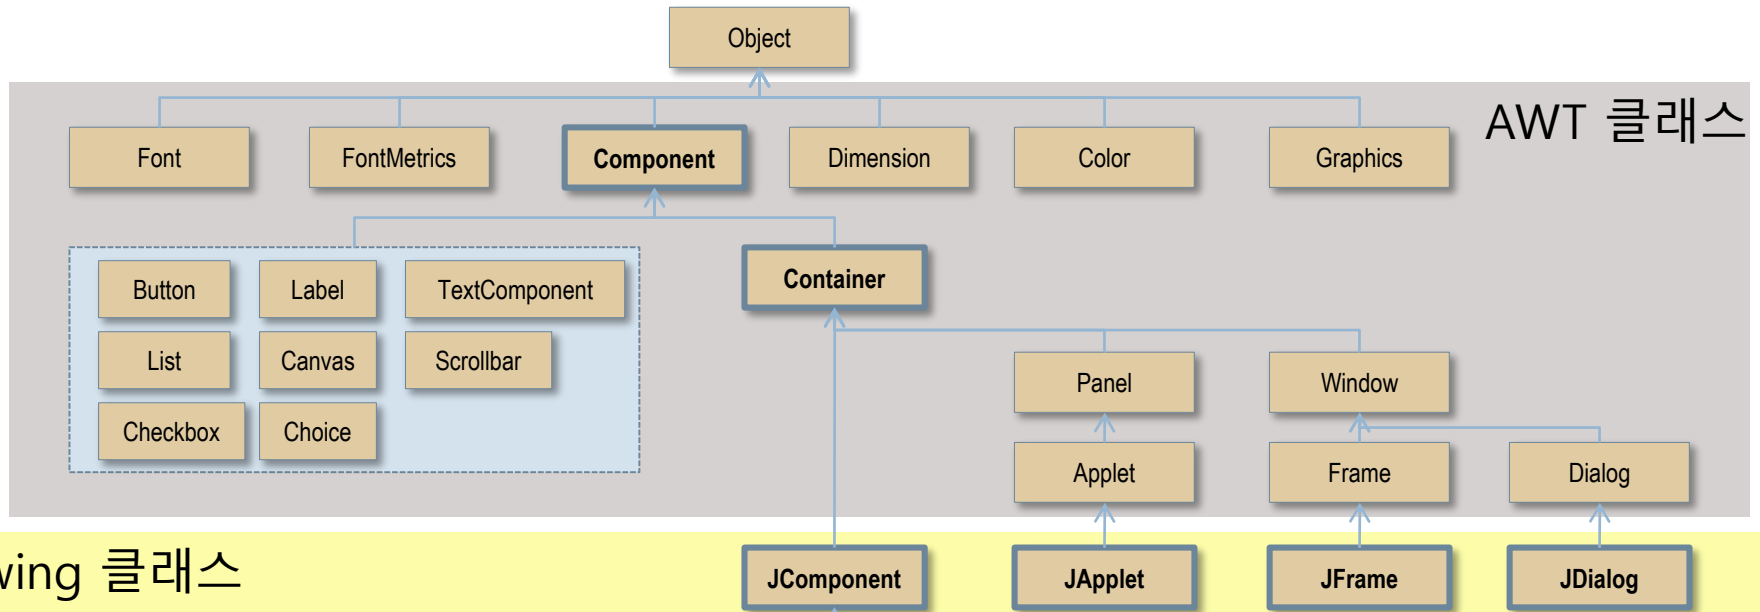 Object
AWT 클래스
Font
FontMetrics
Component
Dimension
Color
Graphics
Button
Label
TextComponent
Container
List
Canvas
Scrollbar
Panel
Window
Checkbox
Choice
Applet
Frame
Dialog
wing 클래스
JComponent
JApplet
JFrame
JDialog